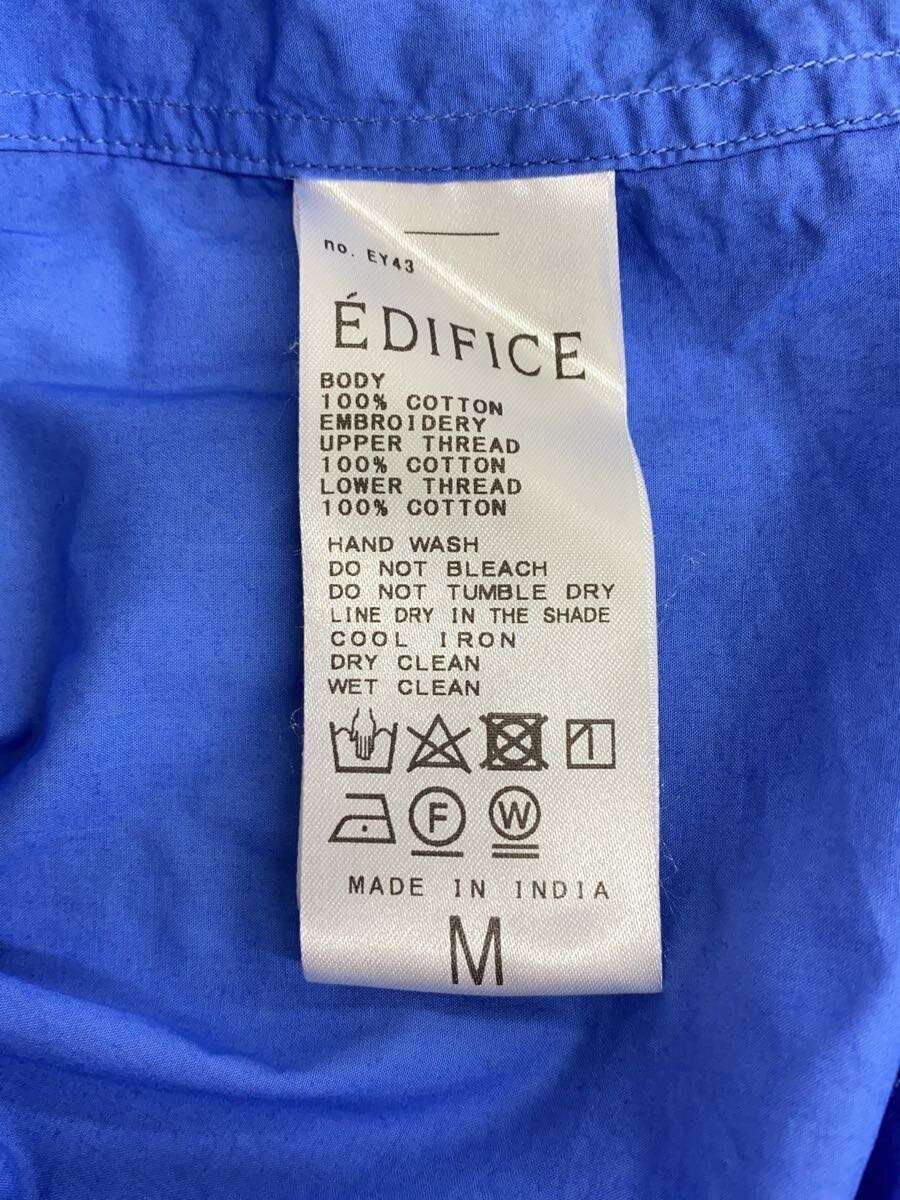 no. EY43
ÉDIFICE
BODY
100% COTTON
EMBROIDERY
UPPER THREAD
100% COTTON
LOWER THREAD
100% COTTON
HAND WASH
DO NOT BLEACH
DO NOT TUMBLE DRY
LINE DRY IN THE SHADE
COOL IRON
DRY CLEAN
WET CLEAN
F W
MADE IN INDIA
M